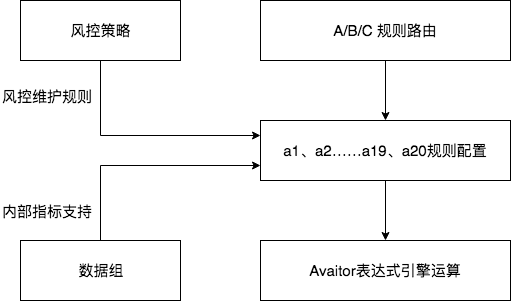 风控策略
A/B/C 规则路由
风控维护规则
a1、a2……a19、a20规则配置
内部指标支持
数据组
Avaitor表达式引擎运算